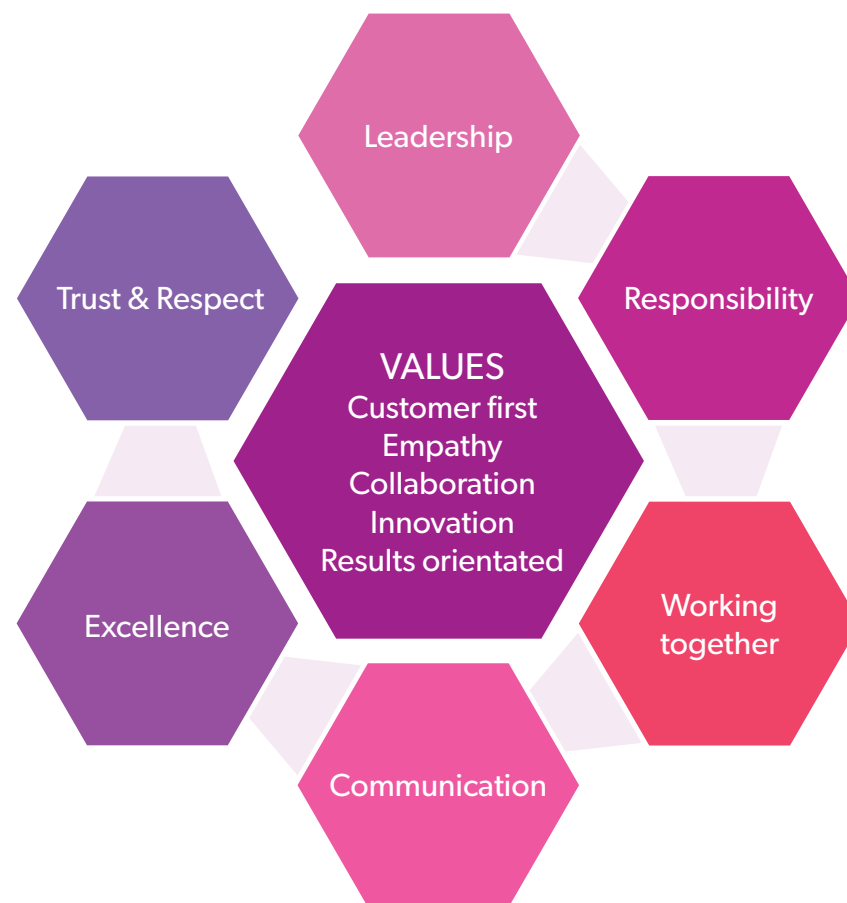 Leadership
Trust & Respect
Responsibility
VALUES
Customer first
Empathy
Collaboration
Innovation
Results orientated
Excellence
Working
together
Communication